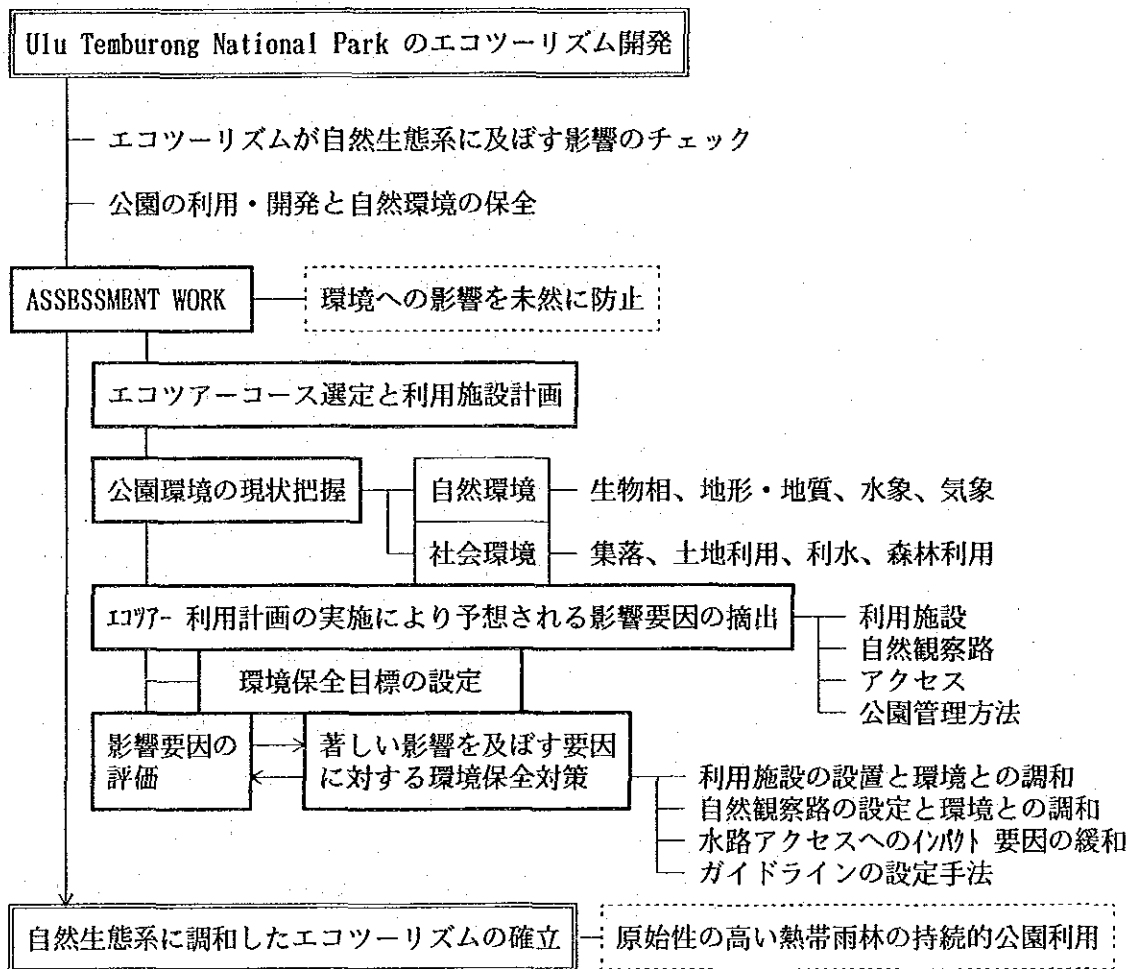 Ulu Temburong National Park のエコツーリズム開発
エコツーリズムが自然生態系に及ぼす影響のチェック
公園の利用・開発と自然環境の保全
ASSESSMENT WORK
環境への影響を未然に防止
エコツアーコース選定と利用施設計画
公園環境の現状把握
自然環境
生物相、地形・地質、水象、気象
社会環境
集落、土地利用、利水、森林利用
エコツアー 利用計画の実施により予想される影響要因の摘出
利用施設
自然観察路
アクセス
公園管理方法
環境保全目標の設定
影響要因の
評価
著しい影響を及ぼす要因
に対する環境保全対策
利用施設の設置と環境との調和
自然観察路の設定と環境との調和
水路アクセスへのインパクト 要因の緩和
ガイドラインの設定手法
自然生態系に調和したエコツーリズムの確立
原始性の高い熱帯雨林の持続的公園利用